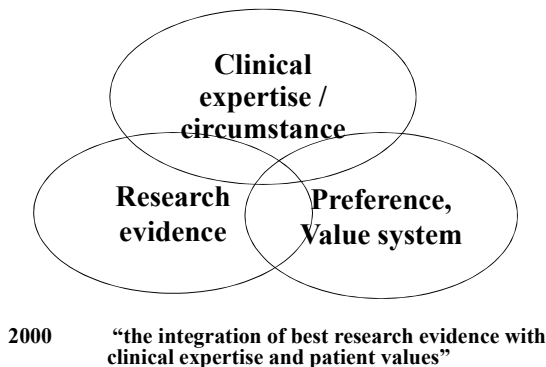 Clinical
expertise /
circumstance
Research
evidence
Preference,
Value system
2000 “the integration of best research evidence with
clinical expertise and patient values”